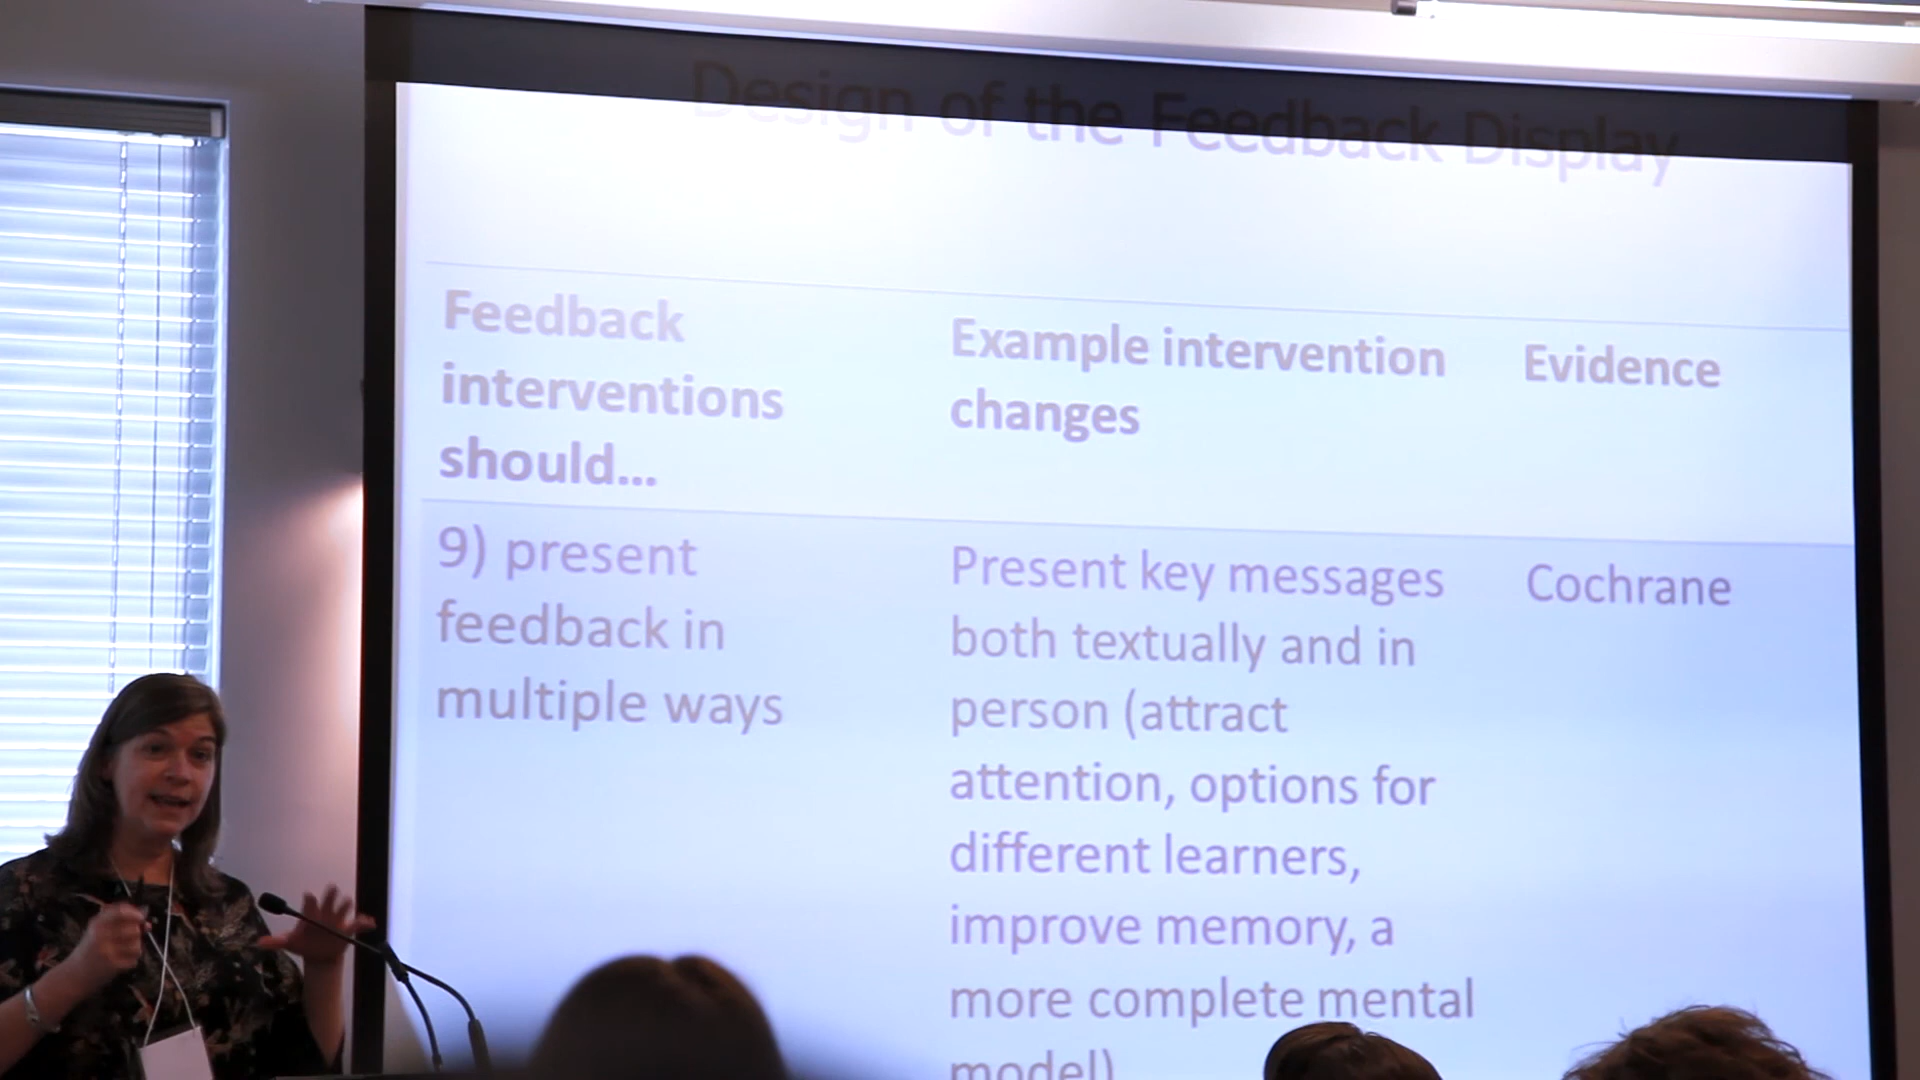 Design of the Feedback Display
Feedback
interventions
should...
Example intervention
changes
Evidence
9) present
feedback in
multiple ways
Present key messages
both textually and in
person (attract
attention, options for
different learners,
improve memory, a
more complete mental
model)
Cochrane